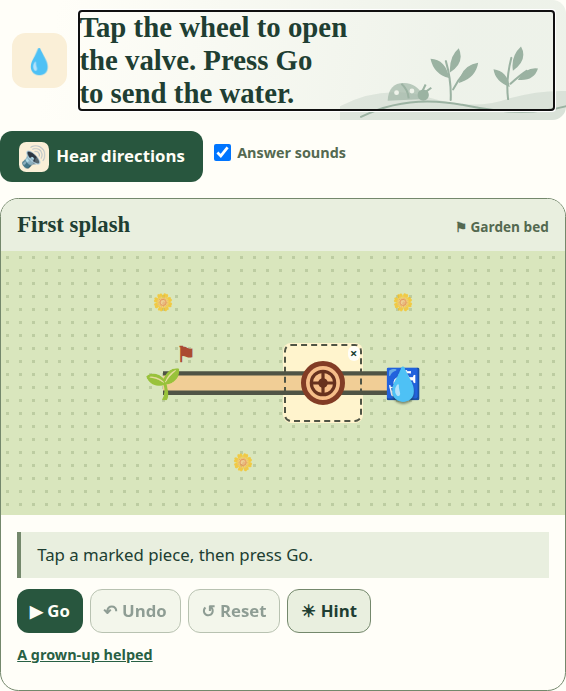 Tap the wheel to open
the valve. Press Go
to send the water.
Hear directions
Answer sounds
First splash
Garden bed
Tap a marked piece, then press Go.
Go
Undo
Reset
Hint
A grown-up helped